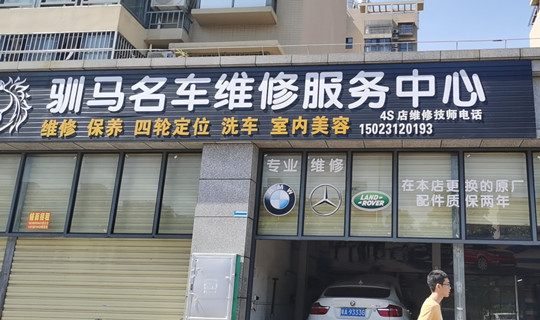 驯马名车维修服务中心
维修 保养 四轮定位 洗车 室内美容
4S店维修技师电话
15023120193
专业 维修
LAND
ROVER
在本店更换的原厂
配件质保两年